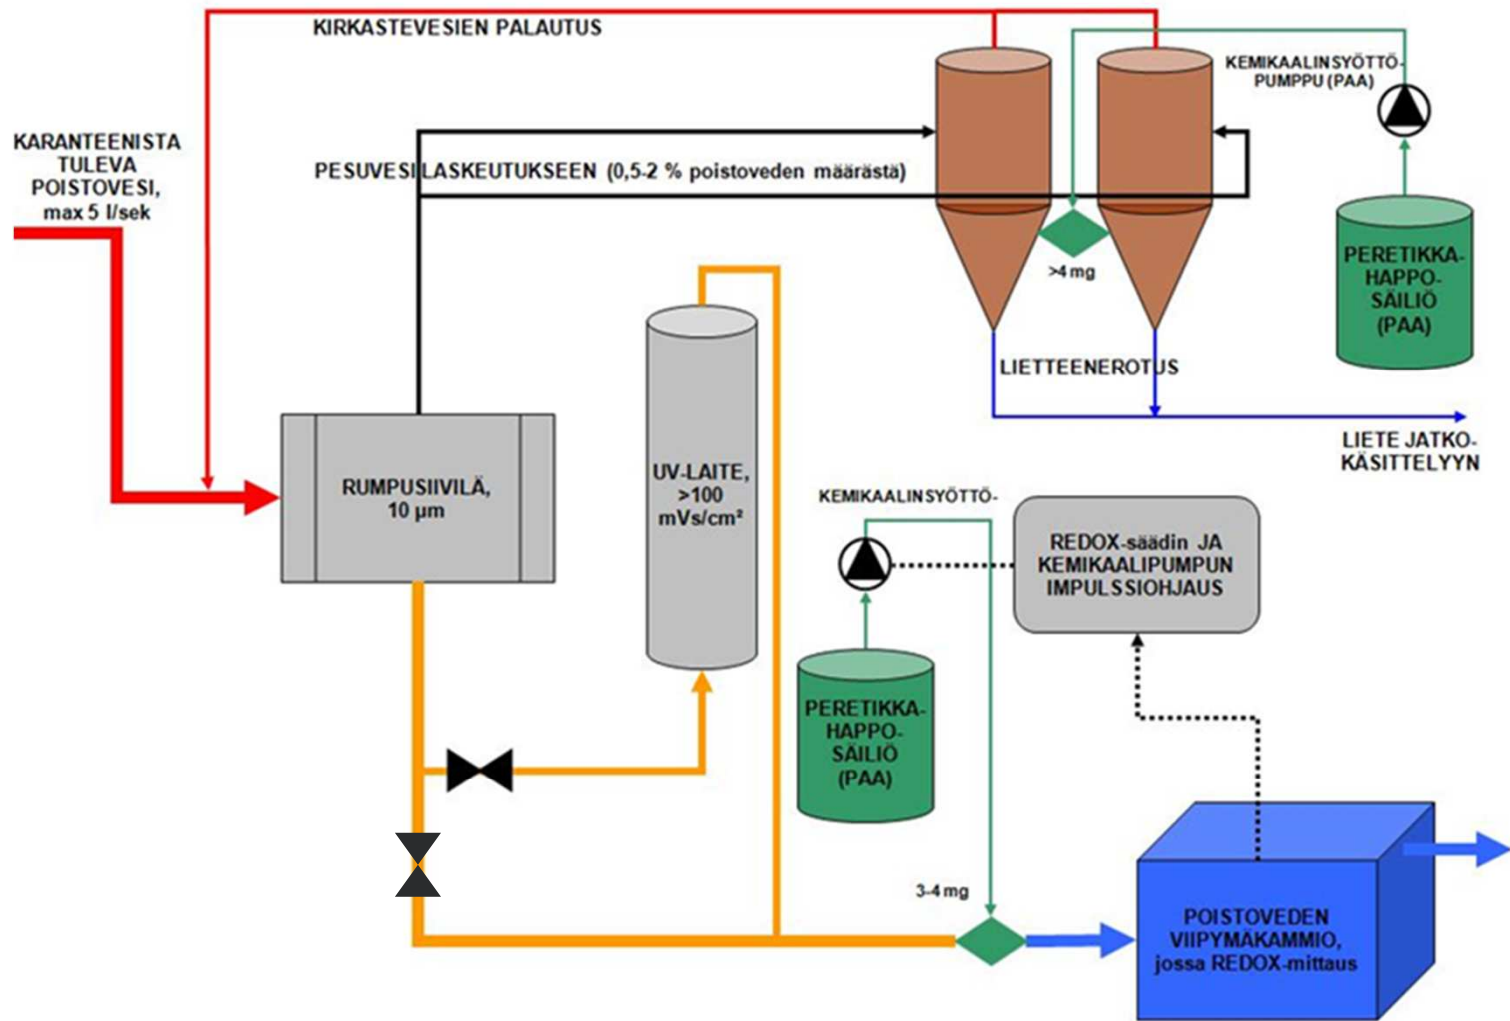 KIRKASTEVESIEN PALAUTUS
KEMIKAALINSYÖTTÖ-
PUMPPU (PAA)
KARANTEENISTA
TULEVA
POISTOVESI,
max 5 l/sek
PESUVESI LASKEUTUKSEEN (0,5-2 % poistoveden määrästä)
>4 mg
PERETIKKA-
HAPPO-
SÄILIÖ
(PAA)
LIETTEENEROTUS
LIETE JATKO-
KÄSITTELYYN
RUMPUSIIVILÄ,
10 µm
UV-LAITE,
>100
mVs/cm²
KEMIKAALINSYÖTTÖ-
REDOX-säädin JA
KEMIKAALIPUMPUN
IMPULSSIOHJAUS
PERETIKKA-
HAPPO-
SÄILIÖ
(PAA)
3-4 mg
POISTOVEDEN
VIIPYMÄKAMMIO,
jossa REDOX-mittaus